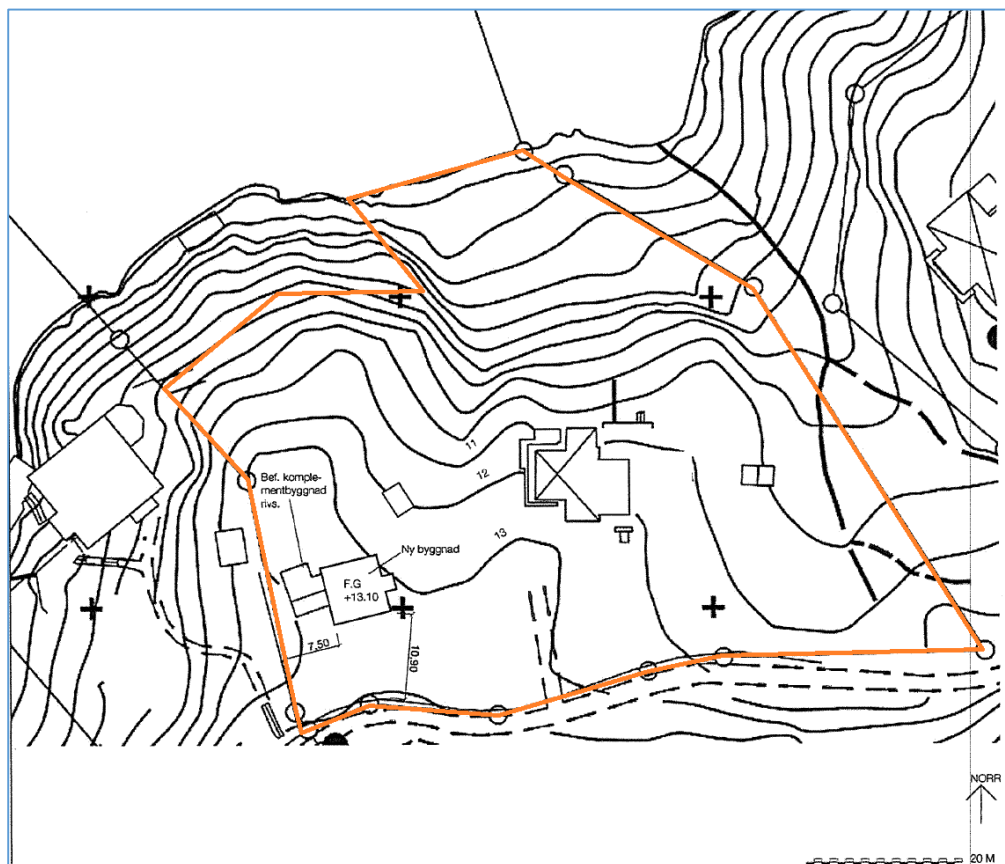 11
12
Bef. komple-
mentbyggnad
rivs.
13
Ny byggnad
F.G
+13.10
7,50
10,90
NORR
20 M